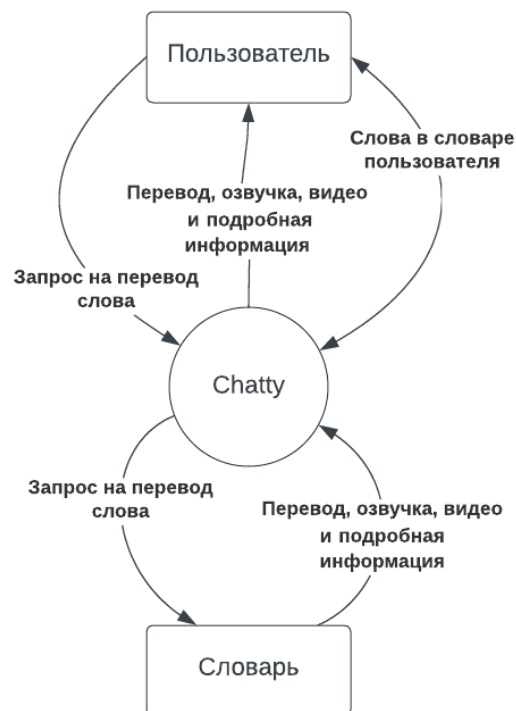 Пользователь
Слова в словаре
пользователя
Перевод, озвучка, видео
и подробная
информация
Запрос на перевод
слова
Chatty
Запрос на перевод
слова
Перевод, озвучка, видео
и подробная
информация
Словарь